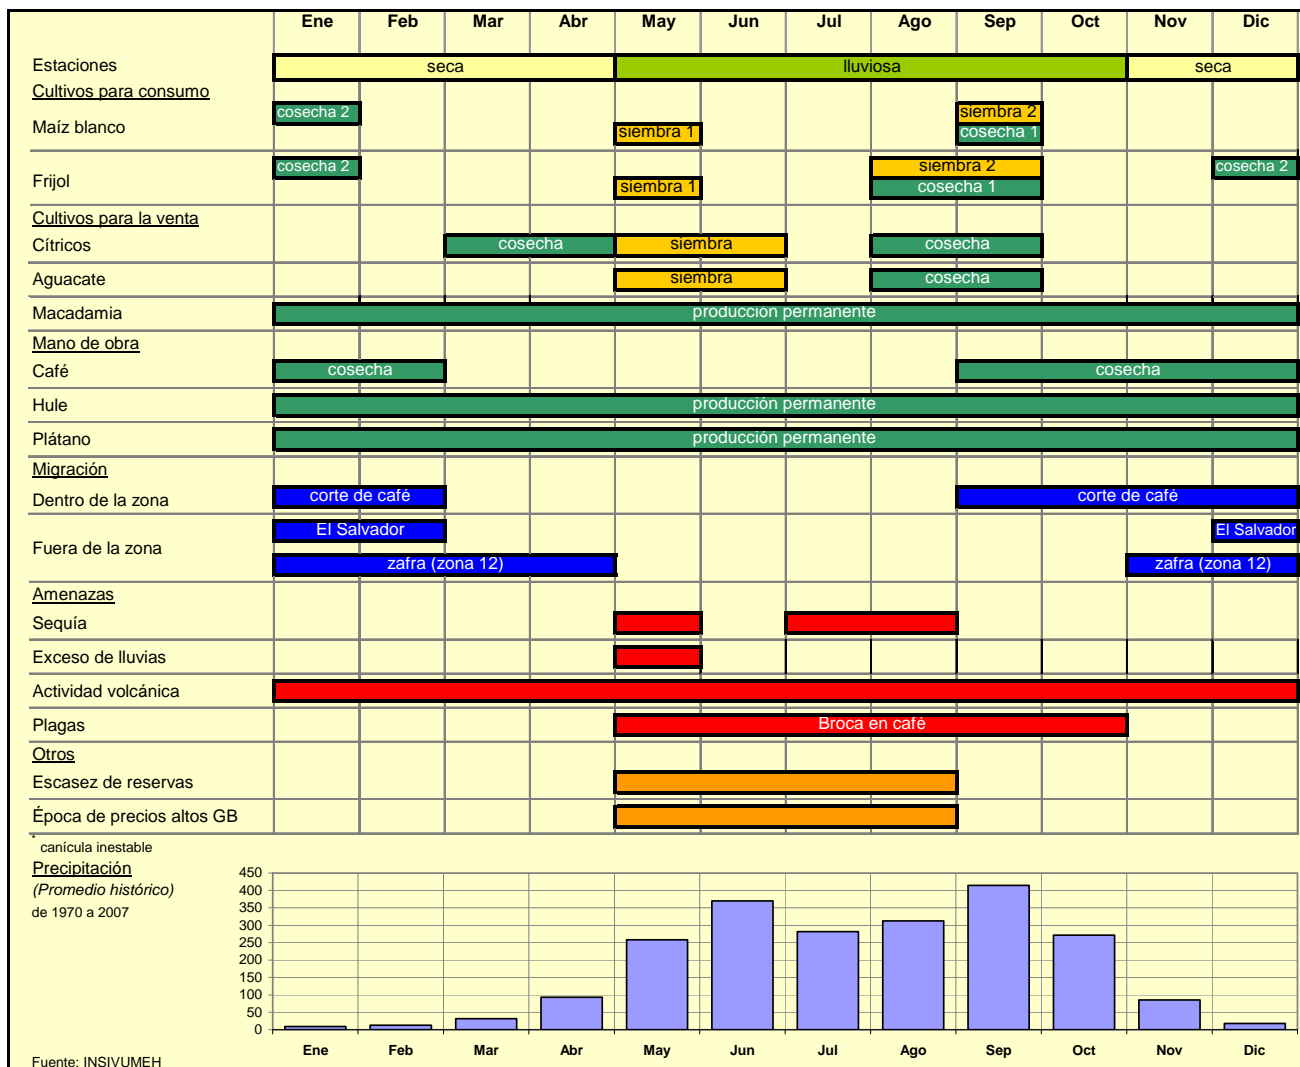 Ene Feb Mar Abr May Jun Jul Ago Sep Oct Nov Dic
Estaciones seca lluviosa seca
Cultivos para consumo
cosecha 2 siembra 2
Maíz blanco
siembra 1 cosecha 1
cosecha 2 siembra 2 cosecha 2
Frijol
siembra 1 cosecha 1
Cultivos para la venta
Cítricos cosecha siembra cosecha
Aguacate siembra cosecha
Macadamia producción permanente
Mano de obra
Café cosecha cosecha
Hule producción permanente
Plátano producción permanente
Migración
Dentro de la zona corte de café corte de café
El Salvador El Salvador
Fuera de la zona
zafra (zona 12) zafra (zona 12)
Amenazas
Sequía
Exceso de lluvias
Actividad volcánica
Plagas Broca en café
Otros
Escasez de reservas
Época de precios altos GB
* canícula inestable
Precipitación
(Promedio histórico)
de 1970 a 2007
450
400
350
300
250
200
150
100
50
0
Ene Feb Mar Abr May Jun Jul Ago Sep Oct Nov Dic
Fuente: INSIVUMEH